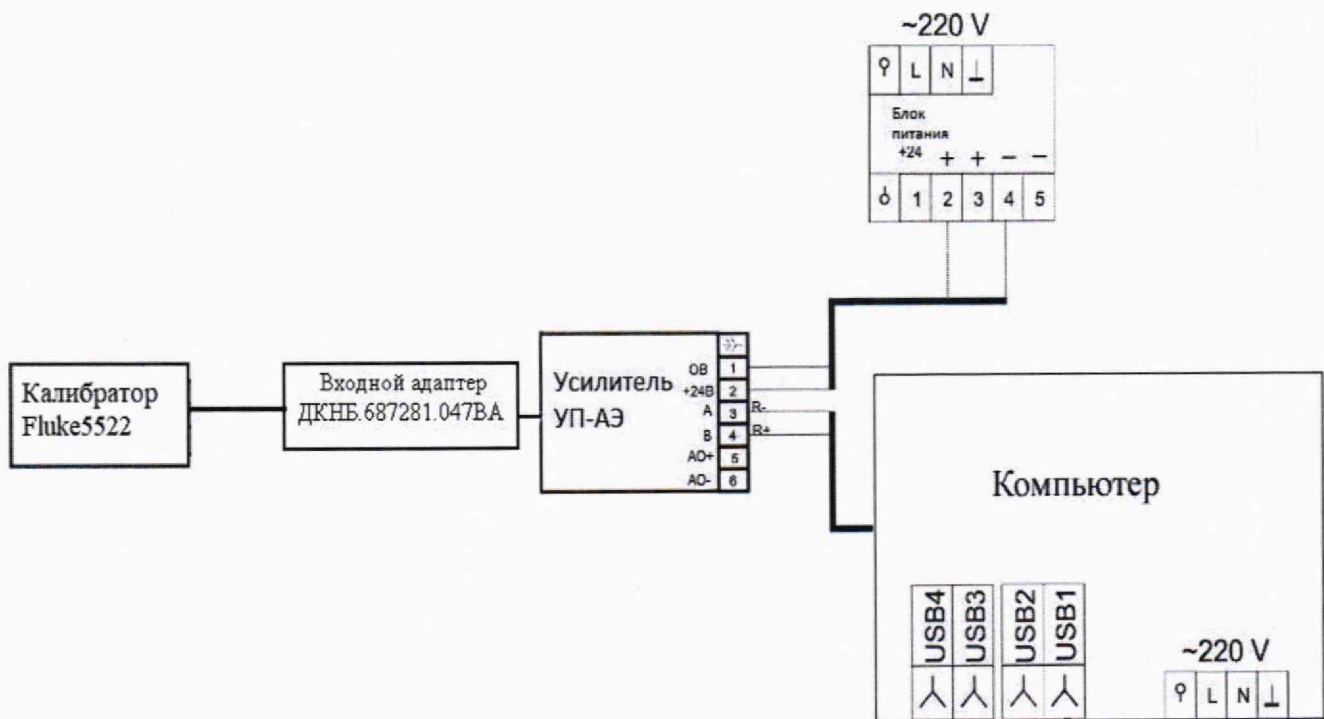 ~220 V
L N
Блок
питания
+24 + + − −
1 2 3 4 5
Калибратор
Fluke5522
Входной адаптер
ДКНБ.687281.047ВА
Усилитель
УП-АЭ
ОВ 1
+24В 2
А 3 R-
В 4 R+
АО+ 5
АО- 6
Компьютер
USB4 USB3 USB2 USB1
~220 V
L N